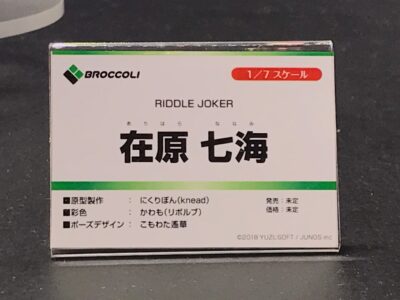 BROCCOLI
1/7 スケール
RIDDLE JOKER
ありはら ななみ
在原 七海
■原型製作 : にくりぼん(knead)
■彩色 : かわも(リボルブ)
■ポーズデザイン : こもわた遙華
発売 : 未定
価格 : 未定
©2018 YUZUSOFT / JUNOS inc